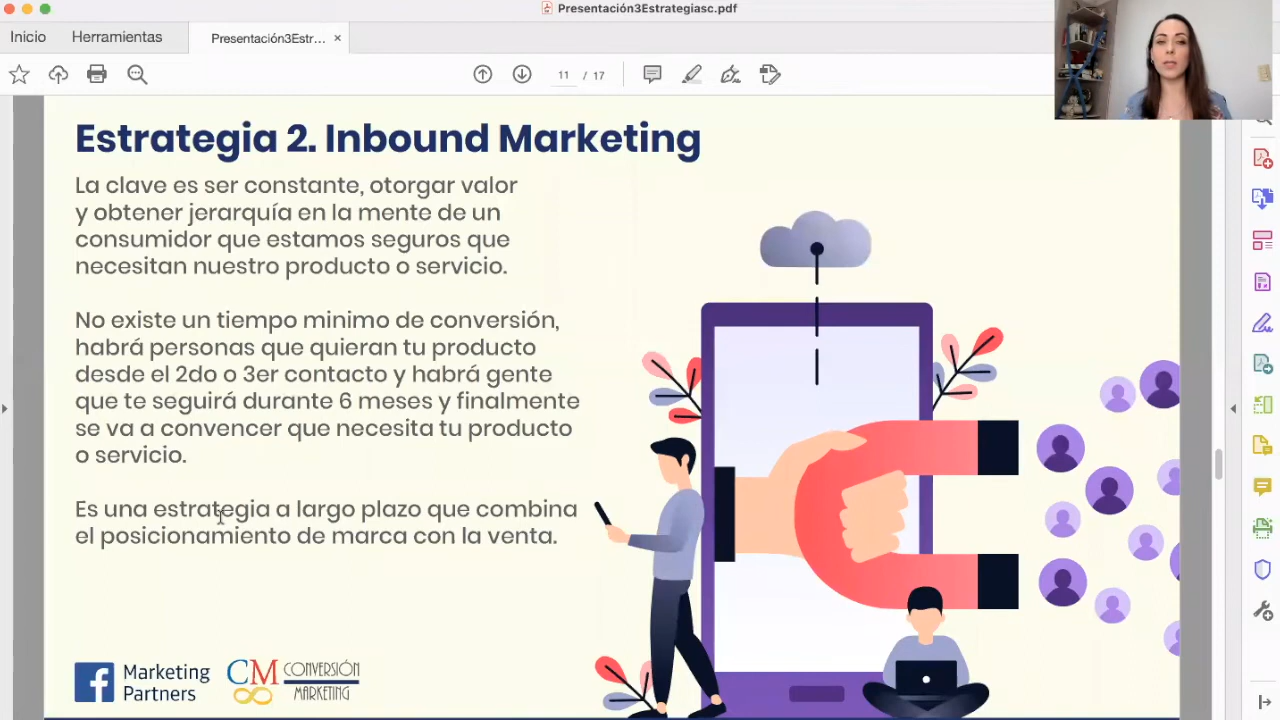 Presentación3Estrategiasc.pdf
Inicio
Herramientas
Presentación3Estr...
11 / 17
Estrategia 2. Inbound Marketing
La clave es ser constante, otorgar valor
y obtener jerarquía en la mente de un
consumidor que estamos seguros que
necesitan nuestro producto o servicio.
No existe un tiempo minimo de conversión,
habrá personas que quieran tu producto
desde el 2do o 3er contacto y habrá gente
que te seguirá durante 6 meses y finalmente
se va a convencer que necesita tu producto
o servicio.
Es una estrategia a largo plazo que combina
el posicionamiento de marca con la venta.
f Marketing
Partners
CM CONVERSIÓN
MARKETING